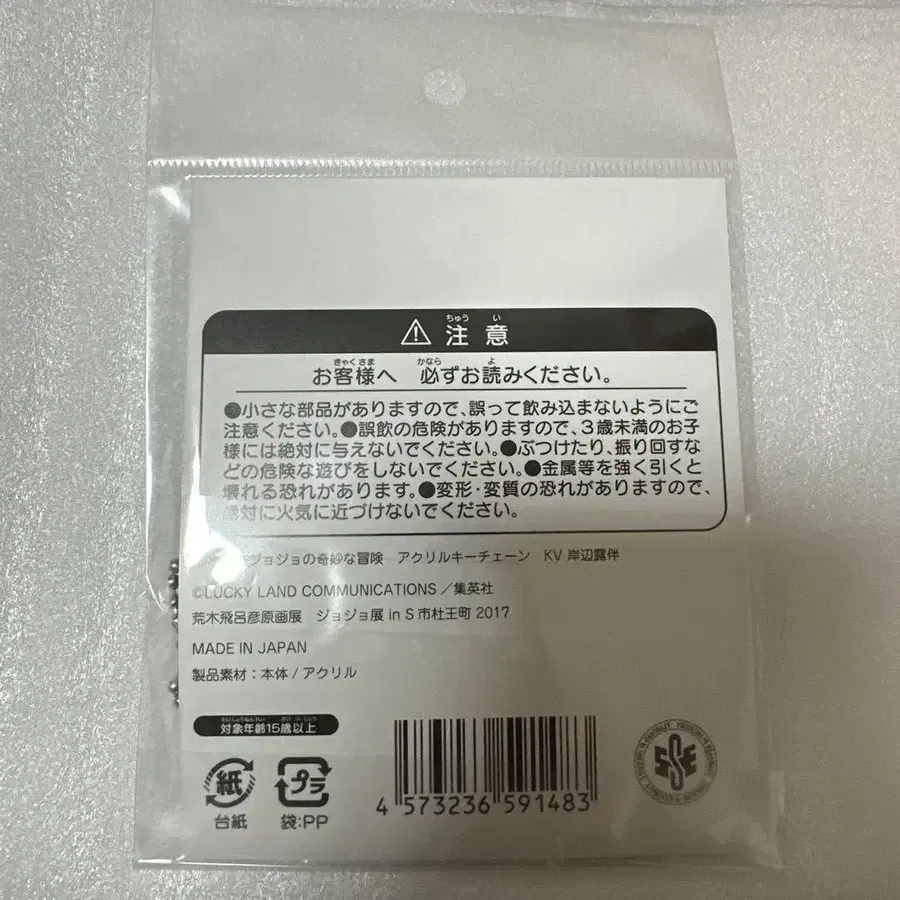 ちゅう い
注意
きゃく さま かなら よ
お客様へ 必ずお読みください。
●小さな部品がありますので、誤って飲み込まないようにご
注意ください。●誤飲の危険がありますので、3歳未満のお子
様には絶対に与えないでください。●ぶつけたり、振り回すな
どの危険な遊びをしないでください。●金属等を強く引くと
壊れる恐れがあります。●変形・変質の恐れがありますので、
絶対に火気に近づけないでください。
ジョジョの奇妙な冒険 アクリルキーチェーン KV 岸辺露伴
©LUCKY LAND COMMUNICATIONS／集英社
荒木飛呂彦原画展 ジョジョ展 in S 市杜王町 2017
MADE IN JAPAN
製品素材：本体 / アクリル
対象年齢15歳以上
紙 プラ
台紙 袋:PP
4 573236 591483